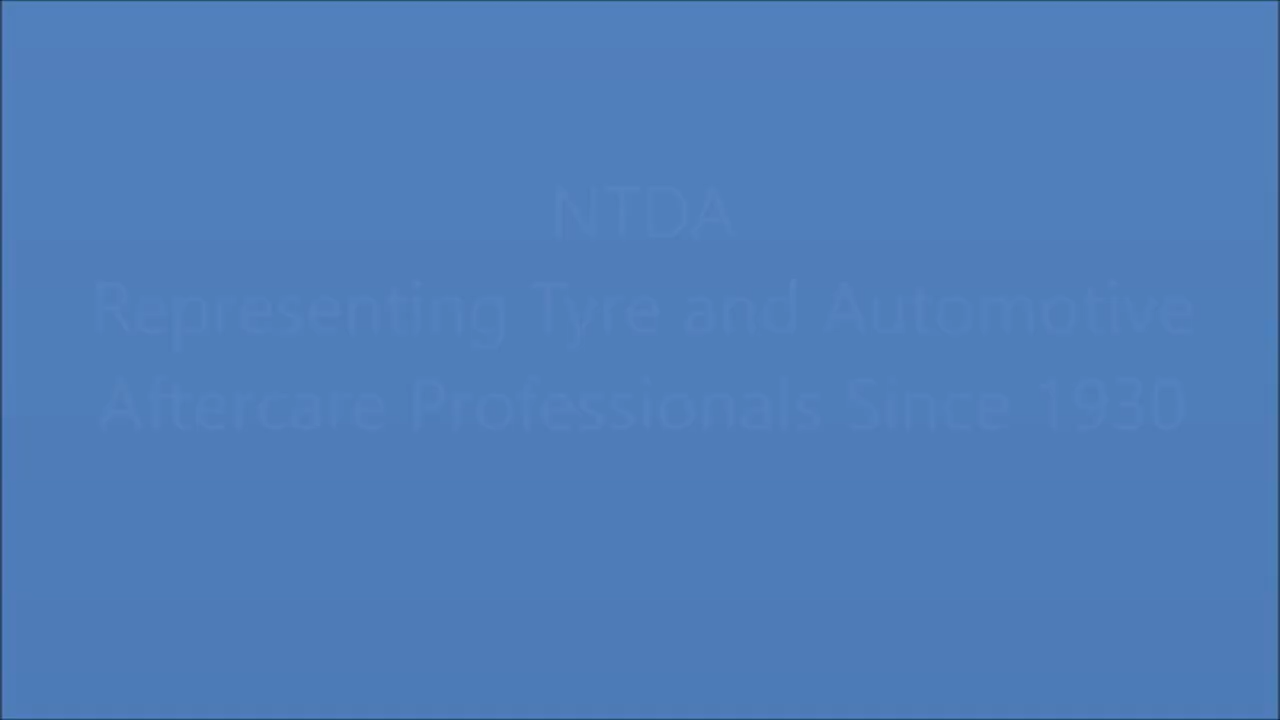 NTDA
Representing Tyre and Automotive
Aftercare Professionals Since 1930